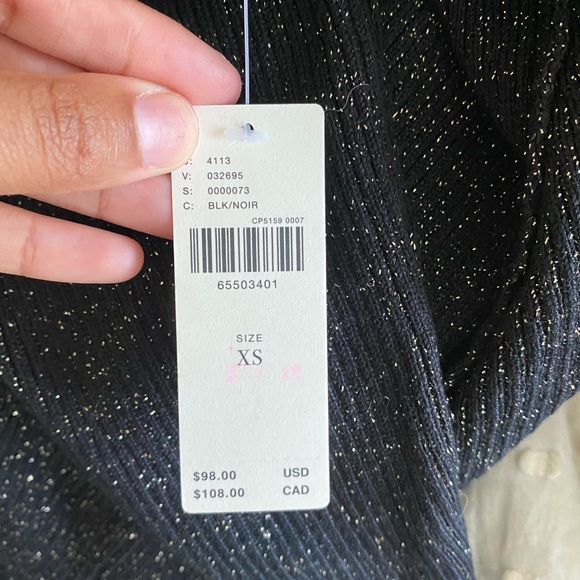 : 4113
V: 032695
S: 0000073
C: BLK/NOIR
CP5159 0007
65503401
SIZE
XS
$98.00 USD
$108.00 CAD